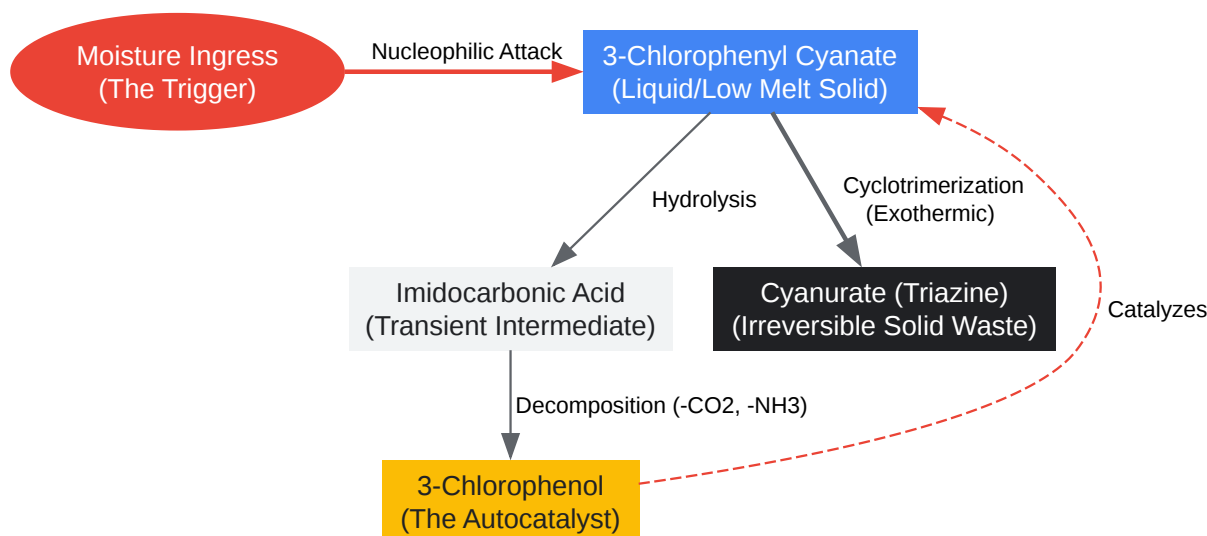 Moisture Ingress
(The Trigger)
Nucleophilic Attack
3-Chlorophenyl Cyanate
(Liquid/Low Melt Solid)
Hydrolysis
Cyclotrimerization
(Exothermic)
Imidocarbonic Acid
(Transient Intermediate)
Cyanurate (Triazine)
(Irreversible Solid Waste)
Catalyzes
Decomposition (-CO2, -NH3)
3-Chlorophenol
(The Autocatalyst)